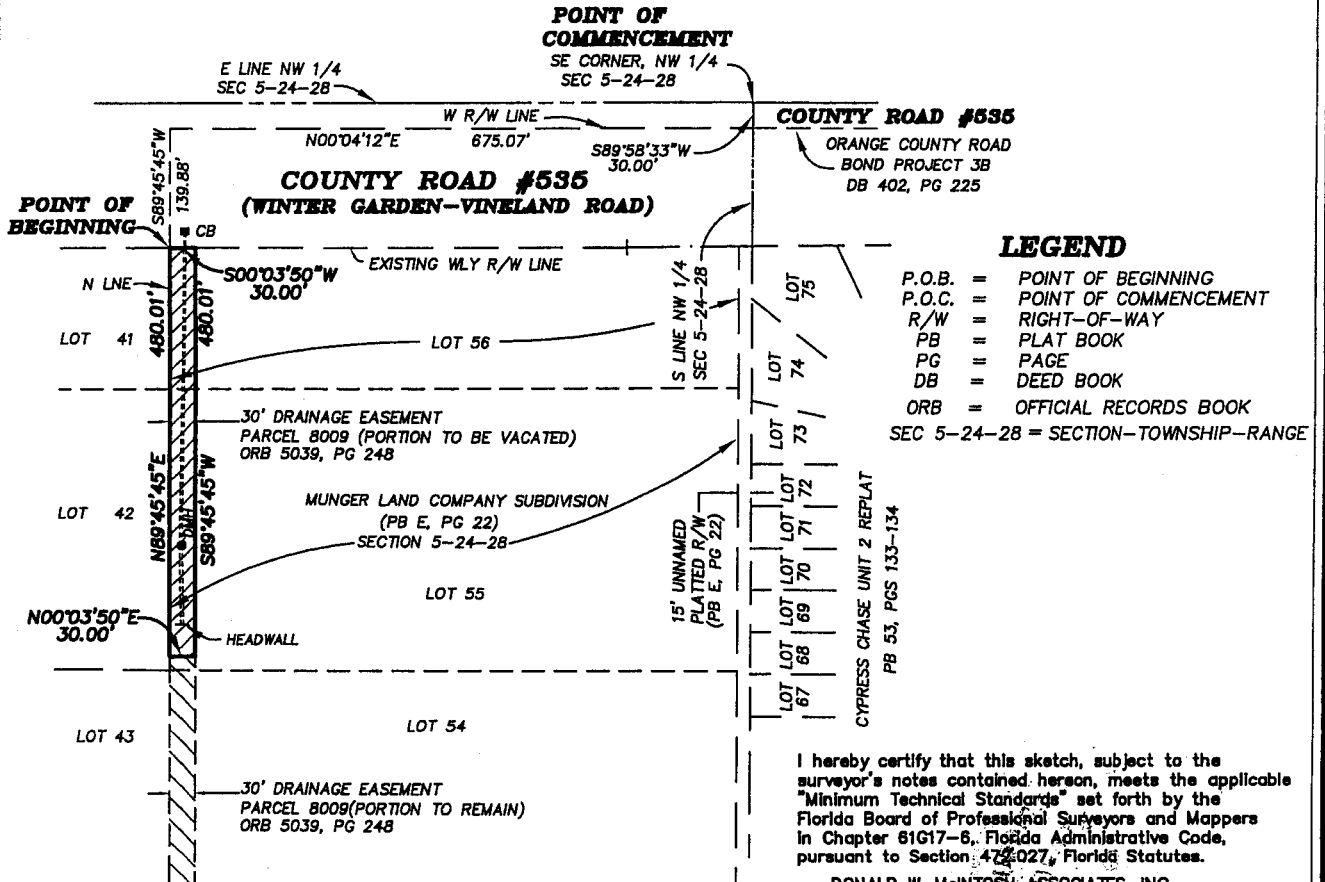 POINT OF
COMMENCEMENT
SE CORNER, NW 1/4
SEC 5-24-28
E LINE NW 1/4
SEC 5-24-28
W R/W LINE
COUNTY ROAD #535
N00°04'12"E 675.07'
S89°58'33"W
30.00'
ORANGE COUNTY ROAD
BOND PROJECT 3B
DB 402, PG 225
S89°45'45"W
139.88'
COUNTY ROAD #535
(WINTER GARDEN-VINELAND ROAD)
POINT OF
BEGINNING
CB
S00°03'50"W
30.00'
EXISTING WLY R/W LINE
N LNE
480.01'
480.01'
LOT 41
LOT 56
S LINE NW 1/4
SEC 5-24-28
LOT
75
LOT
74
LOT
73
LOT
72
LOT
71
LOT
70
LOT
69
LOT
68
LOT
67
LEGEND
P.O.B. = POINT OF BEGINNING
P.O.C. = POINT OF COMMENCEMENT
R/W = RIGHT-OF-WAY
PB = PLAT BOOK
PG = PAGE
DB = DEED BOOK
ORB = OFFICIAL RECORDS BOOK
SEC 5-24-28 = SECTION-TOWNSHIP-RANGE
30' DRAINAGE EASEMENT
PARCEL 8009 (PORTION TO BE VACATED)
ORB 5039, PG 248
N89°45'45"E
S89°45'45"W
DMH
LOT 42
MUNGER LAND COMPANY SUBDIVISION
(PB E, PG 22)
SECTION 5-24-28
15' UNNAMED
PLATTED R/W
(PB E, PG 22)
CYPRESS CHASE UNIT 2 REPLAT
PB 53, PGS 133-134
LOT 55
N00°03'50"E
30.00'
HEADWALL
LOT 43
LOT 54
30' DRAINAGE EASEMENT
PARCEL 8009(PORTION TO REMAIN)
ORB 5039, PG 248
I hereby certify that this sketch, subject to the
surveyor's notes contained hereon, meets the applicable
"Minimum Technical Standards" set forth by the
Florida Board of Professional Surveyors and Mappers
in Chapter 61G17-6, Florida Administrative Code,
pursuant to Section 472.027, Florida Statutes.
DONALD W. McINTOSH ASSOCIATES, INC.